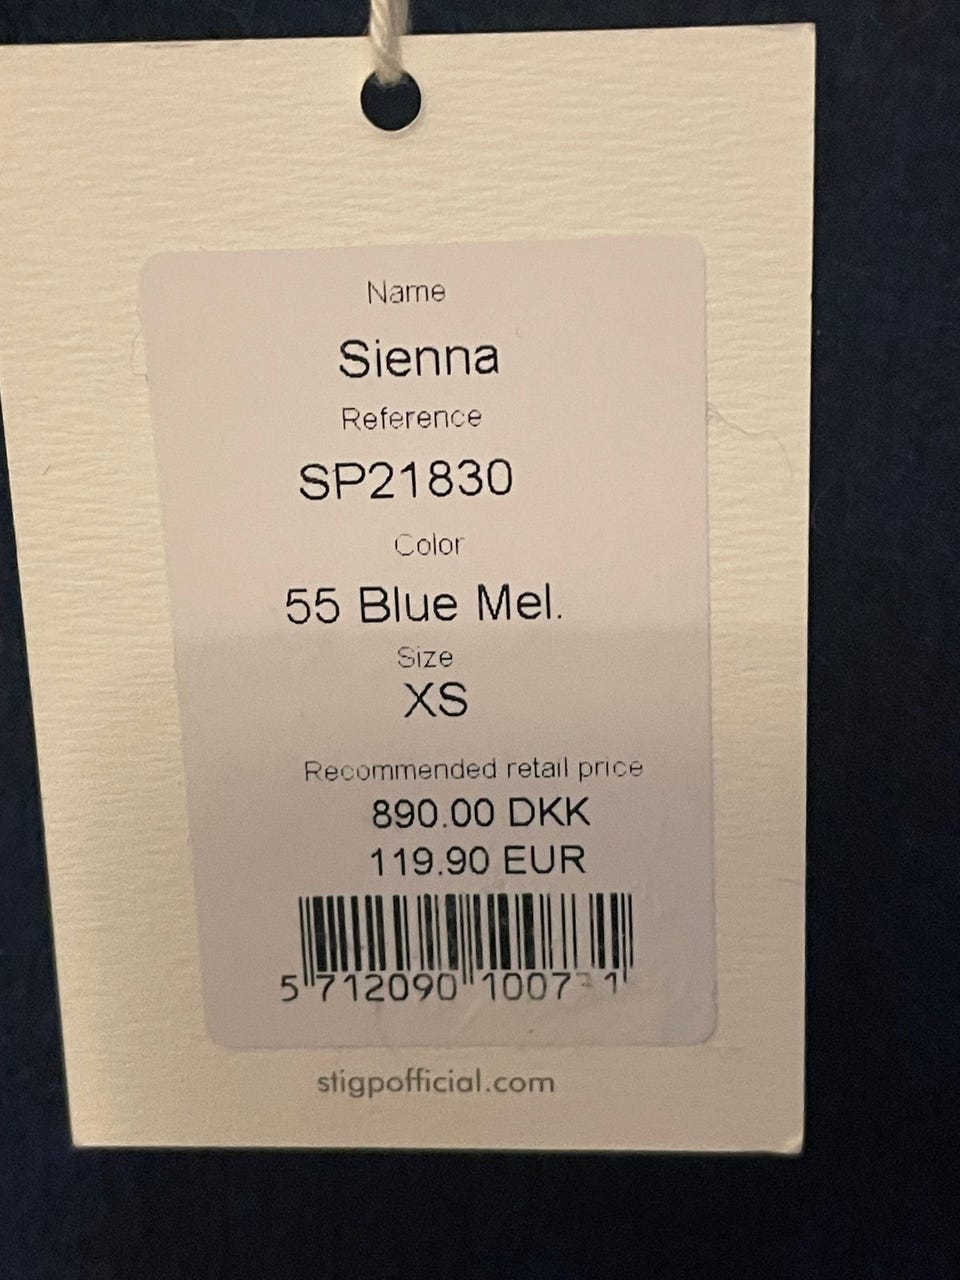 Name
Sienna
Reference
SP21830
Color
55 Blue Mel.
Size
XS
Recommended retail price
890.00 DKK
119.90 EUR
5 712090
stigpofficial.com